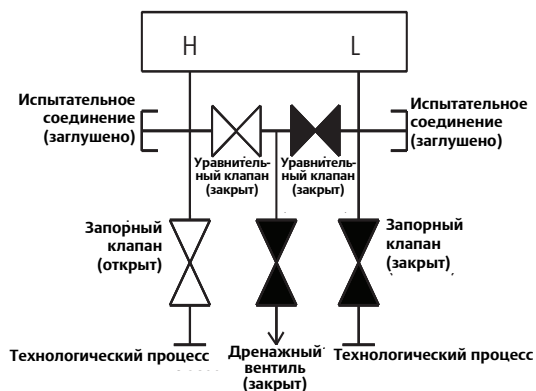 H
L
Испытательное
соединение
(заглушено)
Испытательное
соединение
(заглушено)
Уравнитель-
ный клапан
(закрыт)
Уравнитель-
ный клапан
(закрыт)
Запорный
клапан
(открыт)
Запорный
клапан
(закрыт)
Технологический процесс
Дренажный
вентиль
(закрыт)
Технологический процесс